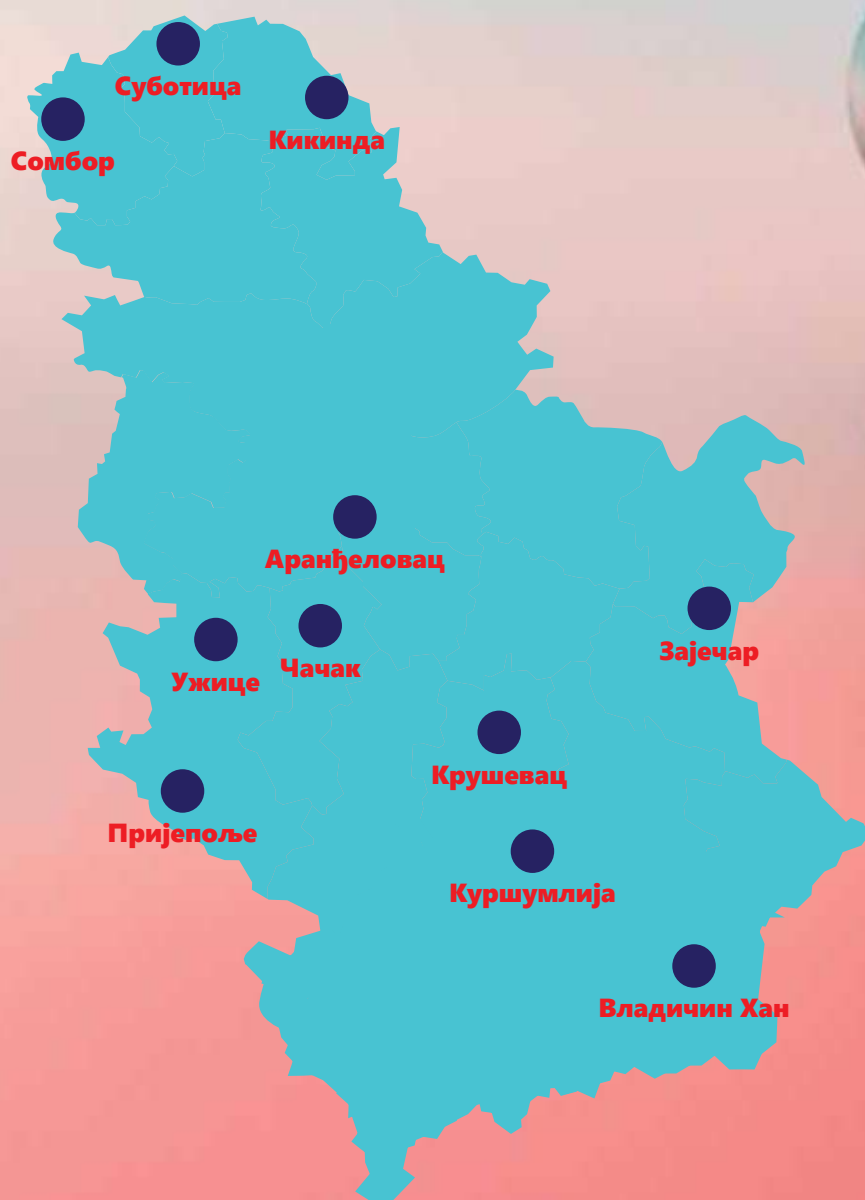 Суботица
Кикинда
Сомбор
Аранђеловац
Зајечар
Чачак
Ужице
Крушевац
Пријепоље
Куршумлија
Владичин Хан